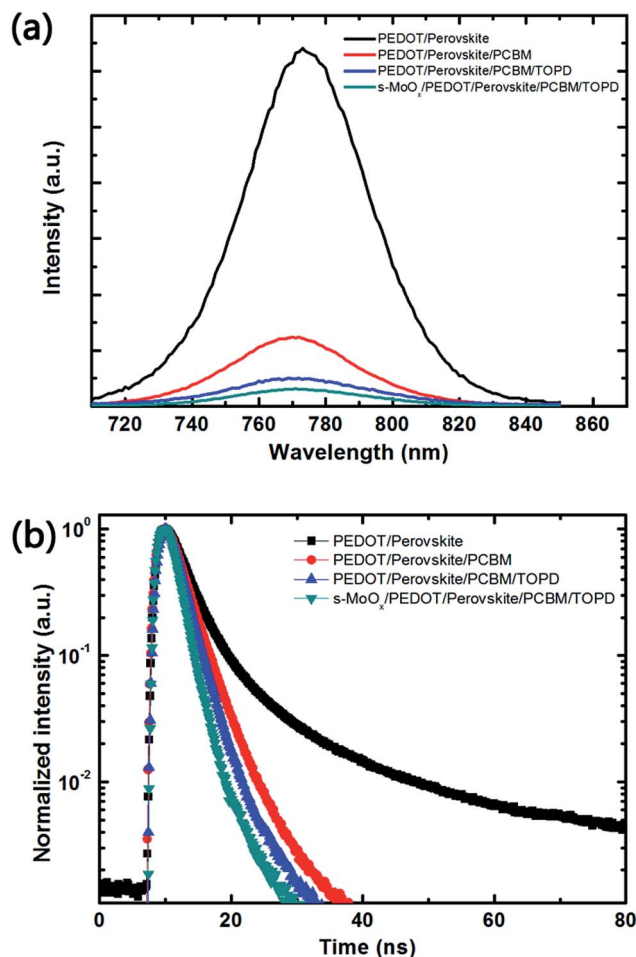 (a)
PEDOT/Perovskite
PEDOT/Perovskite/PCBM
PEDOT/Perovskite/PCBM/TOPD
s-MoOₓ/PEDOT/Perovskite/PCBM/TOPD
Intensity (a.u.)
720 740 760 780 800 820 840 860
Wavelength (nm)
(b)
PEDOT/Perovskite
PEDOT/Perovskite/PCBM
PEDOT/Perovskite/PCBM/TOPD
s-MoOₓ/PEDOT/Perovskite/PCBM/TOPD
Normalized intensity (a.u.)
10⁰
10⁻¹
10⁻²
0 20 40 60 80
Time (ns)